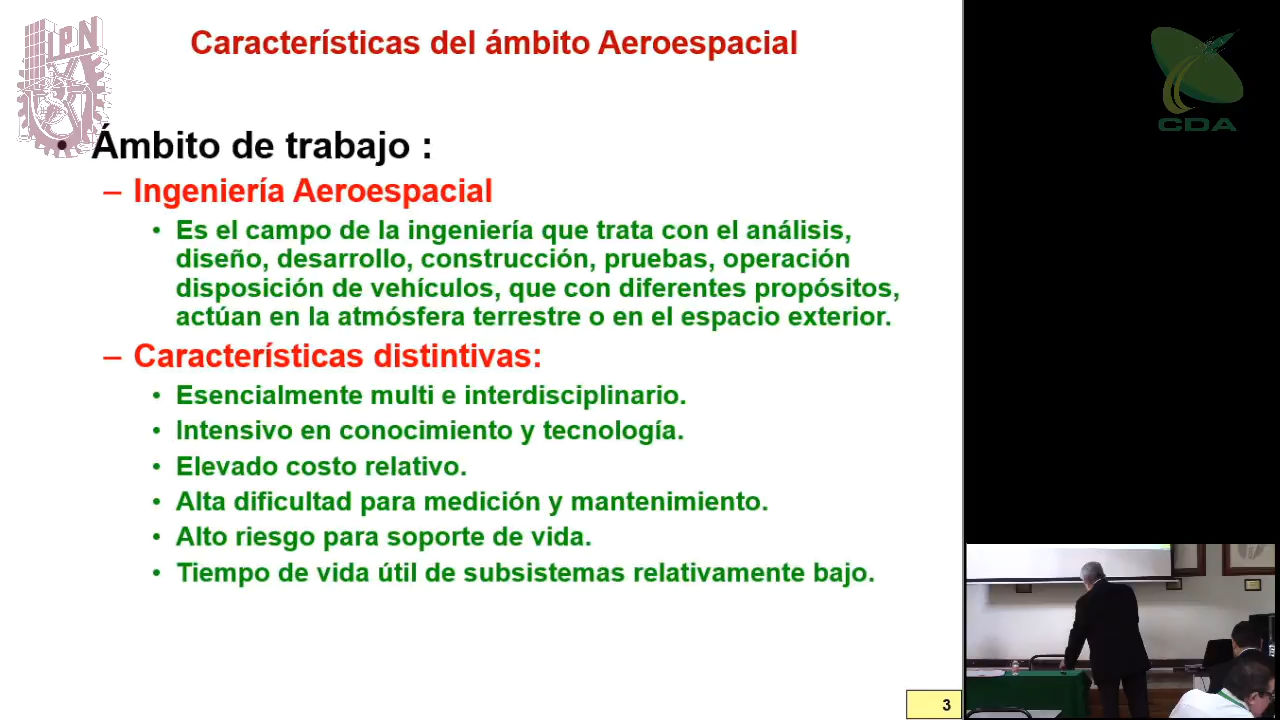 IPN
Características del ámbito Aeroespacial
CDA
• Ámbito de trabajo :
– Ingeniería Aeroespacial
• Es el campo de la ingeniería que trata con el análisis,
diseño, desarrollo, construcción, pruebas, operación
disposición de vehículos, que con diferentes propósitos,
actúan en la atmósfera terrestre o en el espacio exterior.
– Características distintivas:
• Esencialmente multi e interdisciplinario.
• Intensivo en conocimiento y tecnología.
• Elevado costo relativo.
• Alta dificultad para medición y mantenimiento.
• Alto riesgo para soporte de vida.
• Tiempo de vida útil de subsistemas relativamente bajo.
3